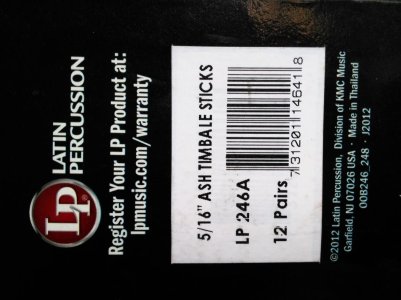 LP
LATIN
PERCUSSION
Register Your LP Product at:
lpmusic.com/warranty
5/16" ASH TIMBALE STICKS
LP 246A
12 Pairs
7 31201 14641 8
©2012 Latin Percussion, Division of KMC Music
Garfield, NJ 07026 USA · Made in Thailand
00B246_248 · J2012